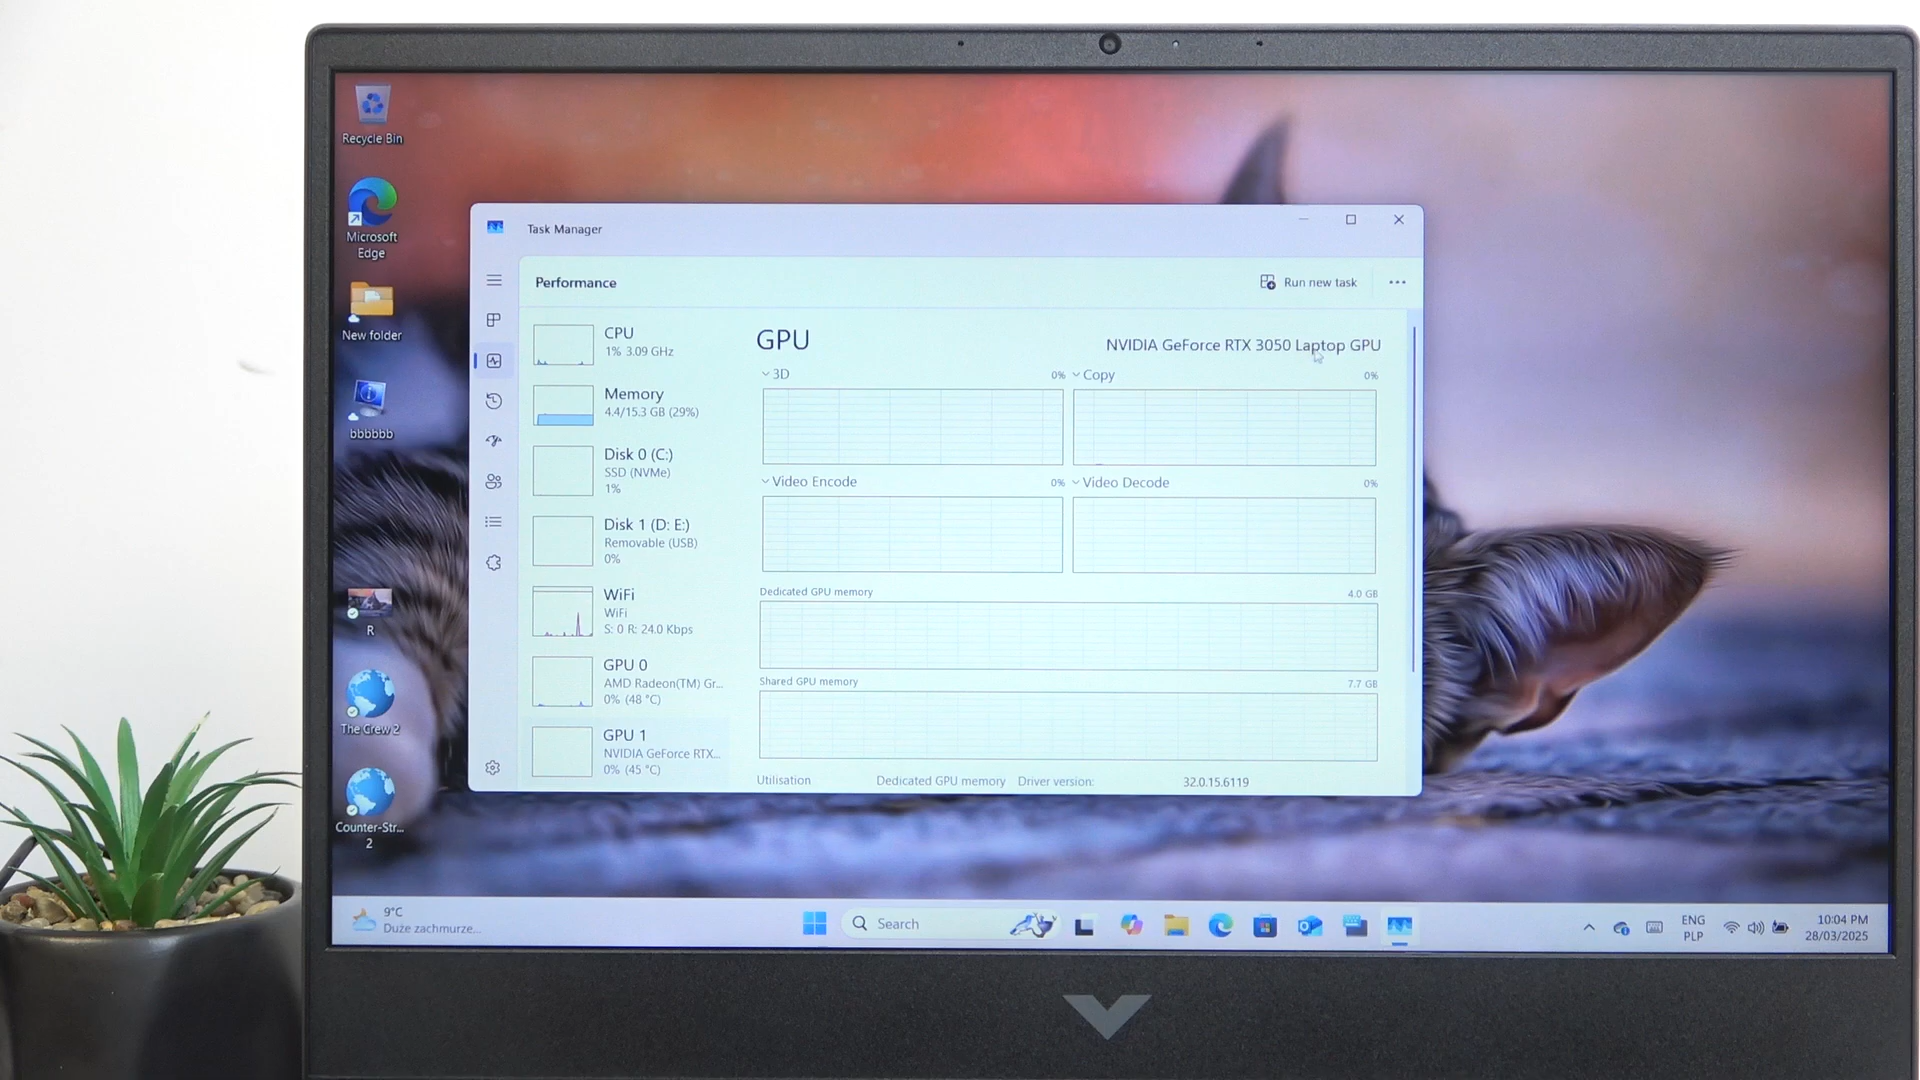 Recycle Bin
Microsoft
Edge
New folder
bbbbbb
R
The Crew 2
Counter-Str...
2
Task Manager
Performance
Run new task
CPU
1% 3.09 GHz
Memory
4.4/15.3 GB (29%)
Disk 0 (C:)
SSD (NVMe)
1%
Disk 1 (D: E:)
Removable (USB)
0%
WiFi
WiFi
S: 0 R: 24.0 Kbps
GPU 0
AMD Radeon(TM) Gr...
0% (48 °C)
GPU 1
NVIDIA GeForce RTX...
0% (45 °C)
GPU
NVIDIA GeForce RTX 3050 Laptop GPU
3D 0%
Copy 0%
Video Encode 0%
Video Decode 0%
Dedicated GPU memory 4.0 GB
Shared GPU memory 7.7 GB
Utilisation Dedicated GPU memory Driver version: 32.0.15.6119
9°C
Duże zachmurze...
Search
ENG
PLP
10:04 PM
28/03/2025